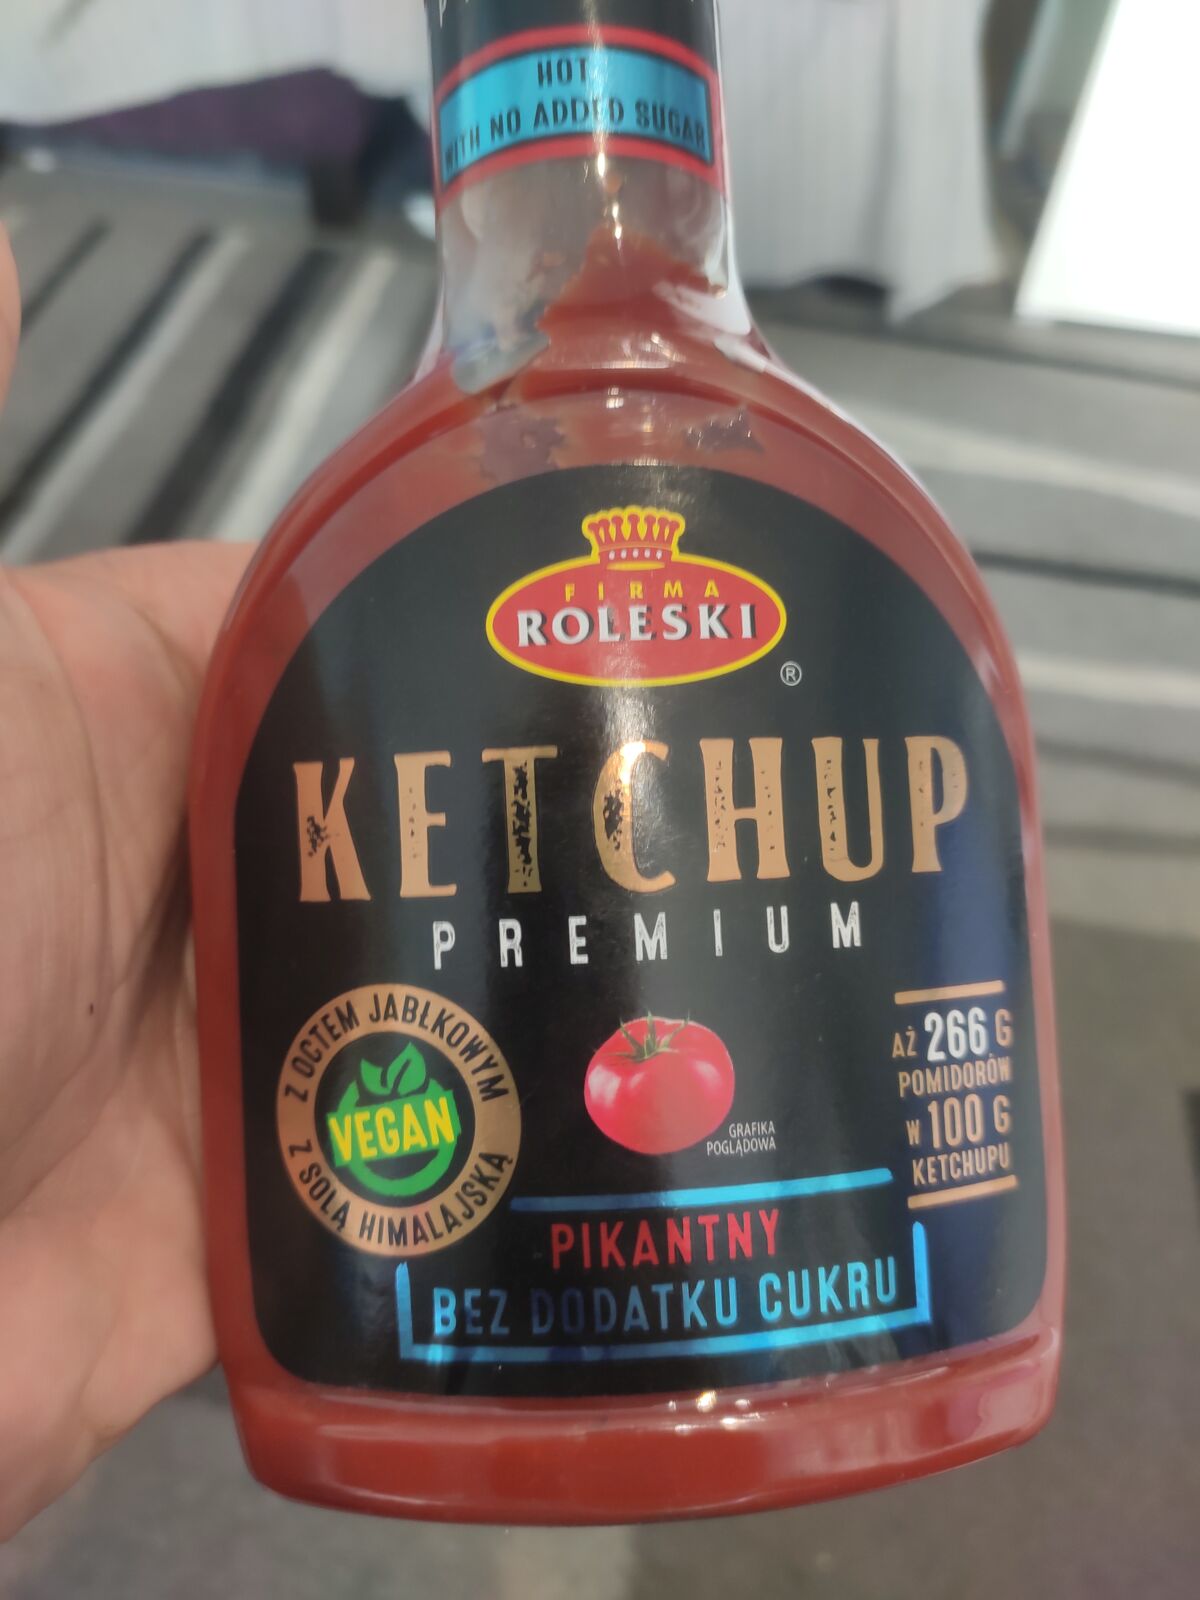 HOT
WITH NO ADDED SUGAR
FIRMA
ROLESKI
®
KETCHUP
PREMIUM
Z OCTEM JABŁKOWYM
VEGAN
Z SOLĄ HIMALAJSKĄ
GRAFIKA
POGLĄDOWA
AŻ 266 G
POMIDORÓW
W 100 G
KETCHUPU
PIKANTNY
BEZ DODATKU CUKRU